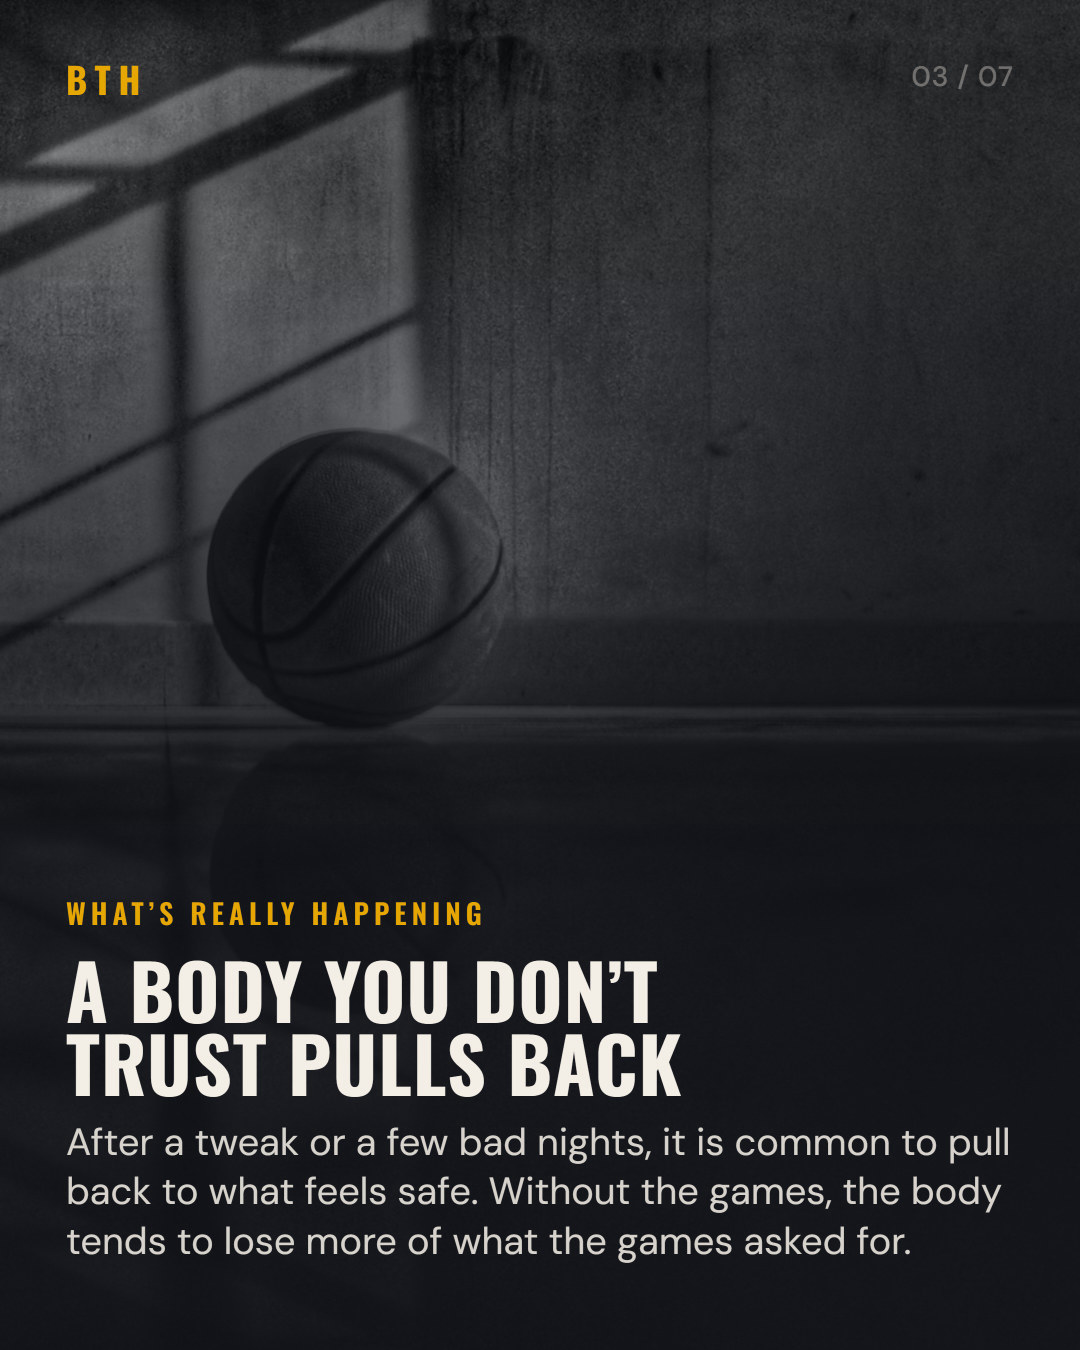 BTH
03 / 07
WHAT’S REALLY HAPPENING
A BODY YOU DON’T
TRUST PULLS BACK
After a tweak or a few bad nights, it is common to pull
back to what feels safe. Without the games, the body
tends to lose more of what the games asked for.